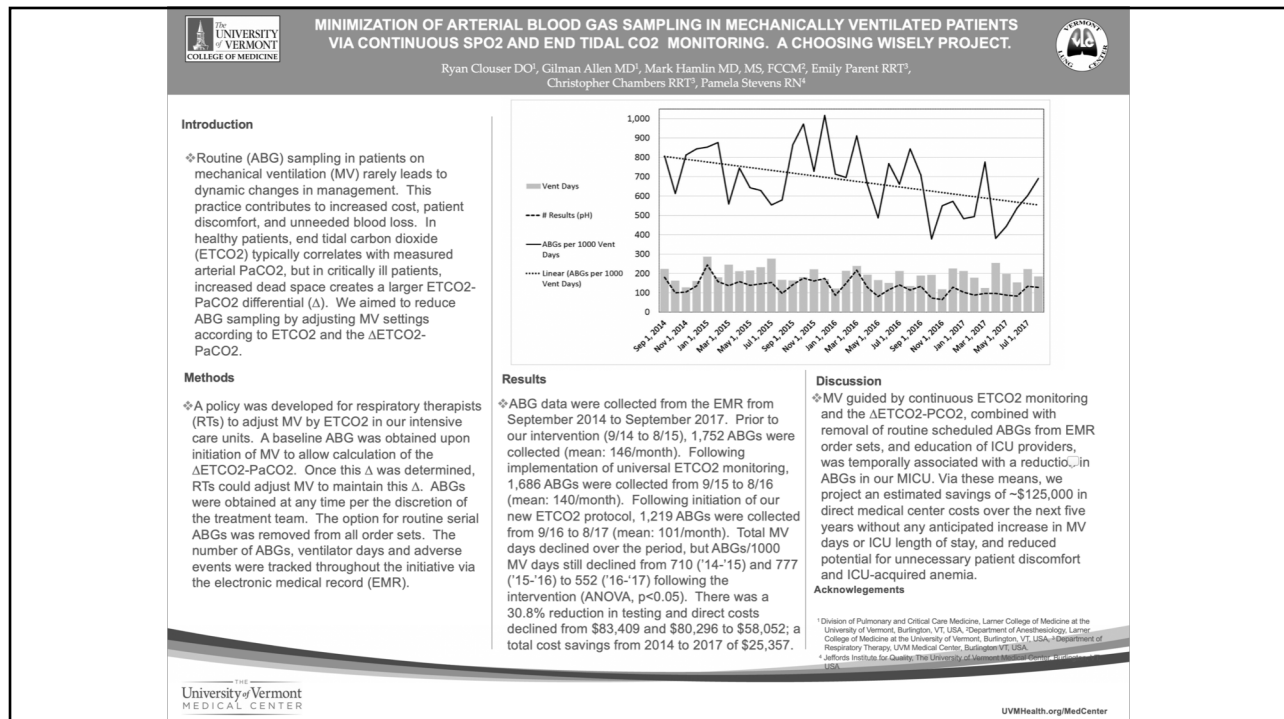 The
UNIVERSITY
of VERMONT
COLLEGE OF MEDICINE
MINIMIZATION OF ARTERIAL BLOOD GAS SAMPLING IN MECHANICALLY VENTILATED PATIENTS
VIA CONTINUOUS SPO2 AND END TIDAL CO2 MONITORING. A CHOOSING WISELY PROJECT.
Ryan Clouser DO¹, Gilman Allen MD¹, Mark Hamlin MD, MS, FCCM², Emily Parent RRT³,
Christopher Chambers RRT³, Pamela Stevens RN⁴
VERMONT
VLC
LUNG CENTER
Introduction
❖Routine (ABG) sampling in patients on
mechanical ventilation (MV) rarely leads to
dynamic changes in management. This
practice contributes to increased cost, patient
discomfort, and unneeded blood loss. In
healthy patients, end tidal carbon dioxide
(ETCO2) typically correlates with measured
arterial PaCO2, but in critically ill patients,
increased dead space creates a larger ETCO2-
PaCO2 differential (Δ). We aimed to reduce
ABG sampling by adjusting MV settings
according to ETCO2 and the ΔETCO2-
PaCO2.
Methods
❖A policy was developed for respiratory therapists
(RTs) to adjust MV by ETCO2 in our intensive
care units. A baseline ABG was obtained upon
initiation of MV to allow calculation of the
ΔETCO2-PaCO2. Once this Δ was determined,
RTs could adjust MV to maintain this Δ. ABGs
were obtained at any time per the discretion of
the treatment team. The option for routine serial
ABGs was removed from all order sets. The
number of ABGs, ventilator days and adverse
events were tracked throughout the initiative via
the electronic medical record (EMR).
Vent Days
# Results (pH)
ABGs per 1000 Vent
Days
Linear (ABGs per 1000
Vent Days)
1,000
900
800
700
600
500
400
300
200
100
0
Sep 1, 2014
Nov 1, 2014
Jan 1, 2015
Mar 1, 2015
May 1, 2015
Jul 1, 2015
Sep 1, 2015
Nov 1, 2015
Jan 1, 2016
Mar 1, 2016
May 1, 2016
Jul 1, 2016
Sep 1, 2016
Nov 1, 2016
Jan 1, 2017
Mar 1, 2017
May 1, 2017
Jul 1, 2017
Results
❖ABG data were collected from the EMR from
September 2014 to September 2017. Prior to
our intervention (9/14 to 8/15), 1,752 ABGs were
collected (mean: 146/month). Following
implementation of universal ETCO2 monitoring,
1,686 ABGs were collected from 9/15 to 8/16
(mean: 140/month). Following initiation of our
new ETCO2 protocol, 1,219 ABGs were collected
from 9/16 to 8/17 (mean: 101/month). Total MV
days declined over the period, but ABGs/1000
MV days still declined from 710 ('14-'15) and 777
('15-'16) to 552 ('16-'17) following the
intervention (ANOVA, p<0.05). There was a
30.8% reduction in testing and direct costs
declined from $83,409 and $80,296 to $58,052; a
total cost savings from 2014 to 2017 of $25,357.
Discussion
❖MV guided by continuous ETCO2 monitoring
and the ΔETCO2-PCO2, combined with
removal of routine scheduled ABGs from EMR
order sets, and education of ICU providers,
was temporally associated with a reduction in
ABGs in our MICU. Via these means, we
project an estimated savings of ~$125,000 in
direct medical center costs over the next five
years without any anticipated increase in MV
days or ICU length of stay, and reduced
potential for unnecessary patient discomfort
and ICU-acquired anemia.
Acknowlegements
¹ Division of Pulmonary and Critical Care Medicine, Larner College of Medicine at the
University of Vermont, Burlington, VT, USA, ²Department of Anesthesiology, Larner
College of Medicine at the University of Vermont, Burlington, VT, USA, ³ Department of
Respiratory Therapy, UVM Medical Center, Burlington VT, USA.
⁴ Jeffords Institute for Quality, The University of Vermont Medical Center,
USA
THE
University of Vermont
MEDICAL CENTER
UVMHealth.org/MedCenter